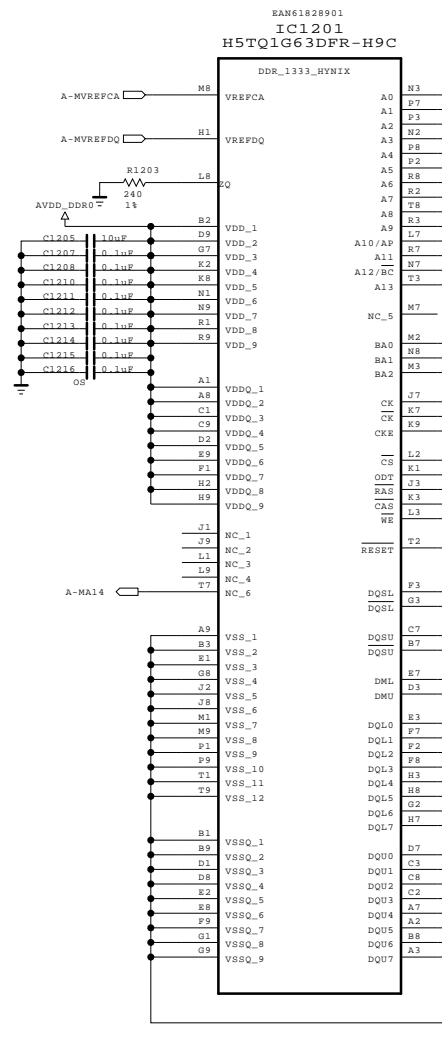 EAN61828901
IC1201
H5TQ1G63DFR-H9C
DDR_1333_HYNIX
A-MVREFCA M8 VREFCA
A-MVREFDQ H1 VREFDQ
R1203
240
1%
L8 ZQ
AVDD_DDR0
C1205 10uF
C1207 0.1uF
C1208 0.1uF
C1210 0.1uF
C1211 0.1uF
C1212 0.1uF
C1213 0.1uF
C1214 0.1uF
C1215 0.1uF
C1216 0.1uF
OS
B2 VDD_1
D9 VDD_2
G7 VDD_3
K2 VDD_4
K8 VDD_5
N1 VDD_6
N9 VDD_7
R1 VDD_8
R9 VDD_9
A1 VDDQ_1
A8 VDDQ_2
C1 VDDQ_3
C9 VDDQ_4
D2 VDDQ_5
E9 VDDQ_6
F1 VDDQ_7
H2 VDDQ_8
H9 VDDQ_9
J1 NC_1
J9 NC_2
L1 NC_3
L9 NC_4
A-MA14 T7 NC_6
A9 VSS_1
B3 VSS_2
E1 VSS_3
G8 VSS_4
J2 VSS_5
J8 VSS_6
M1 VSS_7
M9 VSS_8
P1 VSS_9
P9 VSS_10
T1 VSS_11
T9 VSS_12
B1 VSSQ_1
B9 VSSQ_2
D1 VSSQ_3
D8 VSSQ_4
E2 VSSQ_5
E8 VSSQ_6
F9 VSSQ_7
G1 VSSQ_8
G9 VSSQ_9
A0 N3
A1 P7
A2 P3
A3 N2
A4 P8
A5 P2
A6 R8
A7 R2
A8 T8
A9 R3
A10/AP L7
A11 R7
A12/BC N7
A13 T3
NC_5 M7
BA0 M2
BA1 N8
BA2 M3
CK J7
CK K7
CKE K9
CS L2
ODT K1
RAS J3
CAS K3
WE L3
RESET T2
DQSL F3
DQSL G3
DQSU C7
DQSU B7
DML E7
DMU D3
DQL0 E3
DQL1 F7
DQL2 F2
DQL3 F8
DQL4 H3
DQL5 H8
DQL6 G2
DQL7 H7
DQU0 D7
DQU1 C3
DQU2 C8
DQU3 C2
DQU4 A7
DQU5 A2
DQU6 B8
DQU7 A3